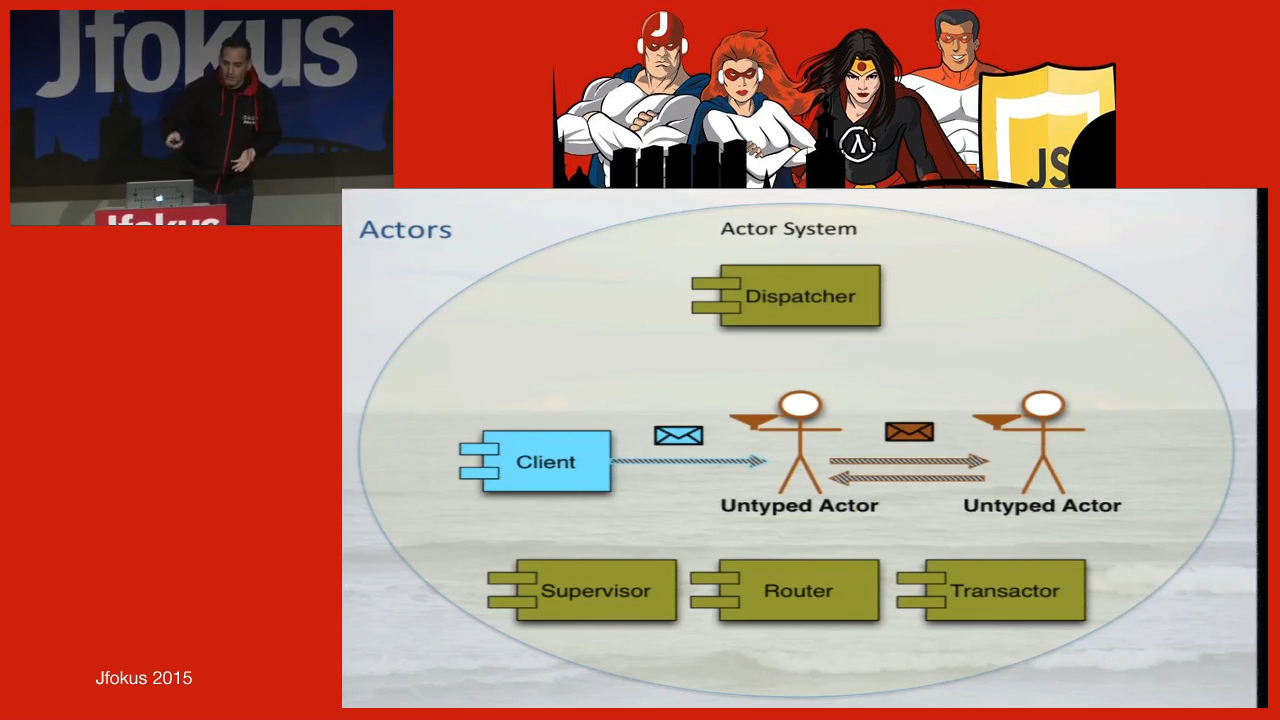 Jfokus
Jfokus
J
JS
Actors
Actor System
Dispatcher
Client
Untyped Actor
Untyped Actor
Supervisor
Router
Transactor
Jfokus 2015